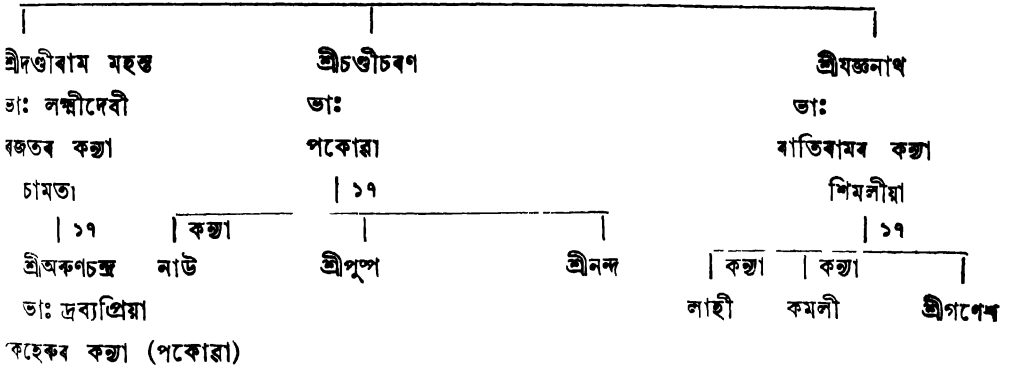 শ্ৰীদণ্ডীৰাম মহন্ত শ্ৰীচণ্ডীচৰণ শ্ৰীযজ্ঞনাথ
ভাঃ লক্ষ্মীদেবী ভাঃ ভাঃ
ৰজতৰ কন্যা পকোৱা ৰাতিৰামৰ কন্যা
চামতা ১৭ শিমলীয়া
১৭ কন্যা ১৭
শ্ৰীঅৰুণচন্দ্ৰ নাউ শ্ৰীপুষ্প শ্ৰীনন্দ কন্যা কন্যা
ভাঃ দ্ৰব্যপ্ৰিয়া লাহী কমলী শ্ৰীগণেশ
কহেৰুৰ কন্যা (পকোৱা)